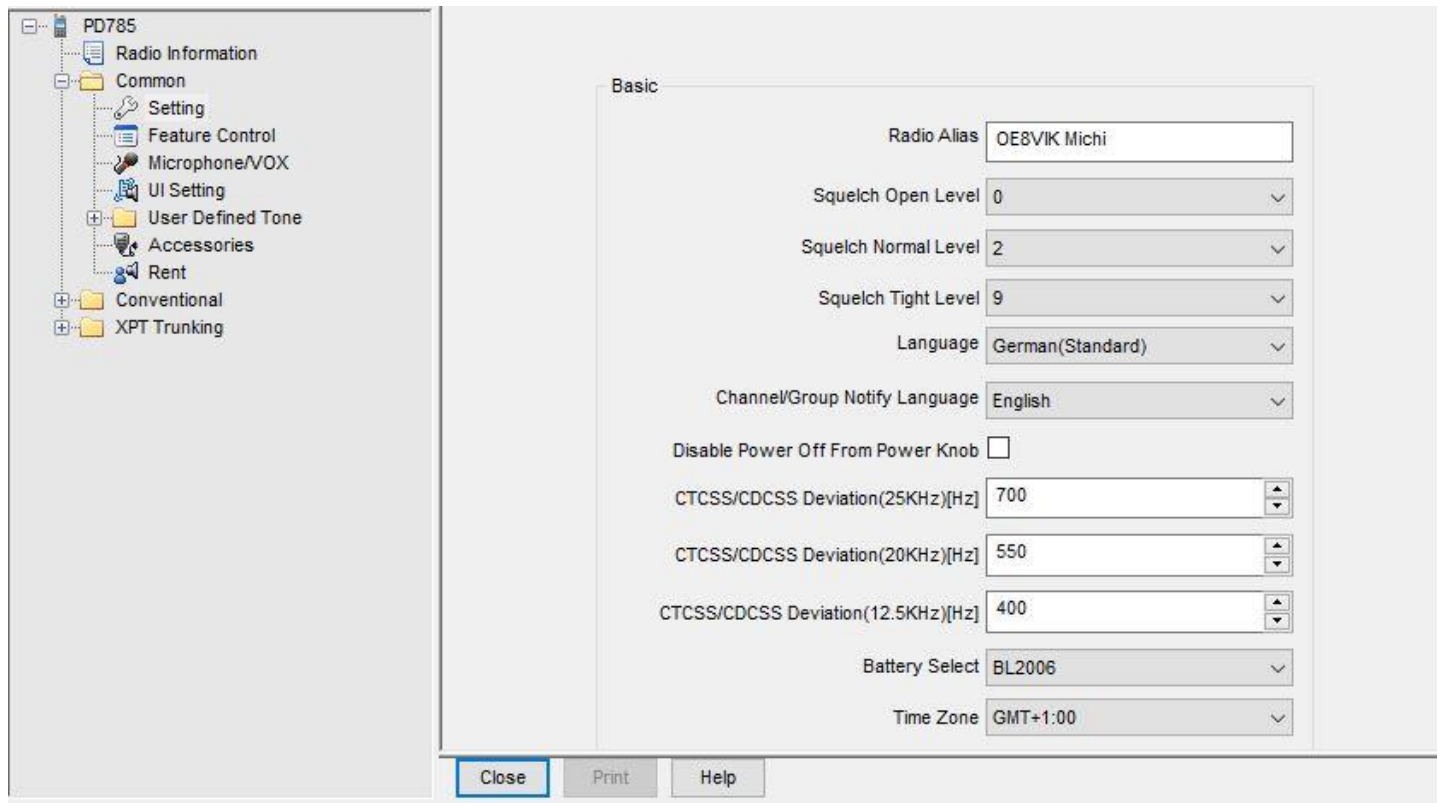 PD785
Radio Information
Common
Setting
Feature Control
Microphone/VOX
UI Setting
User Defined Tone
Accessories
Rent
Conventional
XPT Trunking
Basic
Radio Alias OE8VIK Michi
Squelch Open Level 0
Squelch Normal Level 2
Squelch Tight Level 9
Language German(Standard)
Channel/Group Notify Language English
Disable Power Off From Power Knob
CTCSS/CDCSS Deviation(25KHz)[Hz] 700
CTCSS/CDCSS Deviation(20KHz)[Hz] 550
CTCSS/CDCSS Deviation(12.5KHz)[Hz] 400
Battery Select BL2006
Time Zone GMT+1:00
Close Print Help